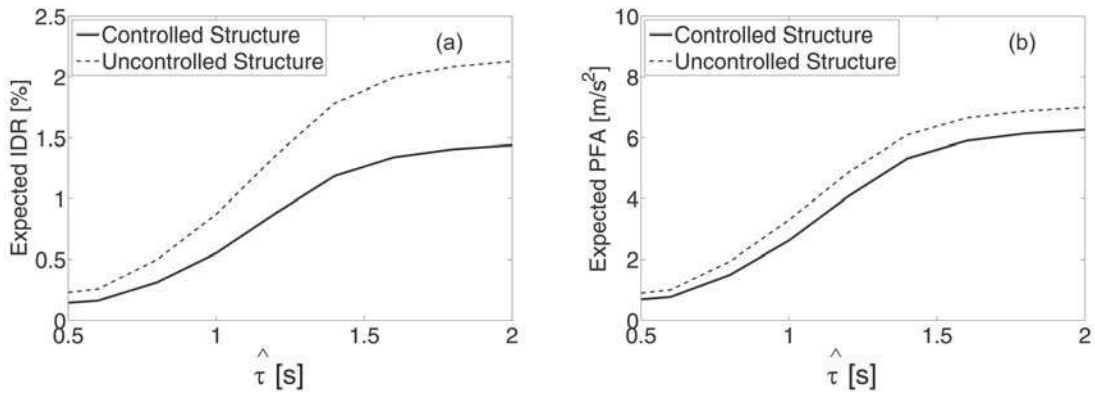 2.5
Controlled Structure
Uncontrolled Structure
(a)
2
1.5
1
0.5
0
0.5
1
1.5
2
Expected IDR [%]
τ̂ [s]
10
Controlled Structure
Uncontrolled Structure
(b)
8
6
4
2
0
0.5
1
1.5
2
Expected PFA [m/s²]
τ̂ [s]